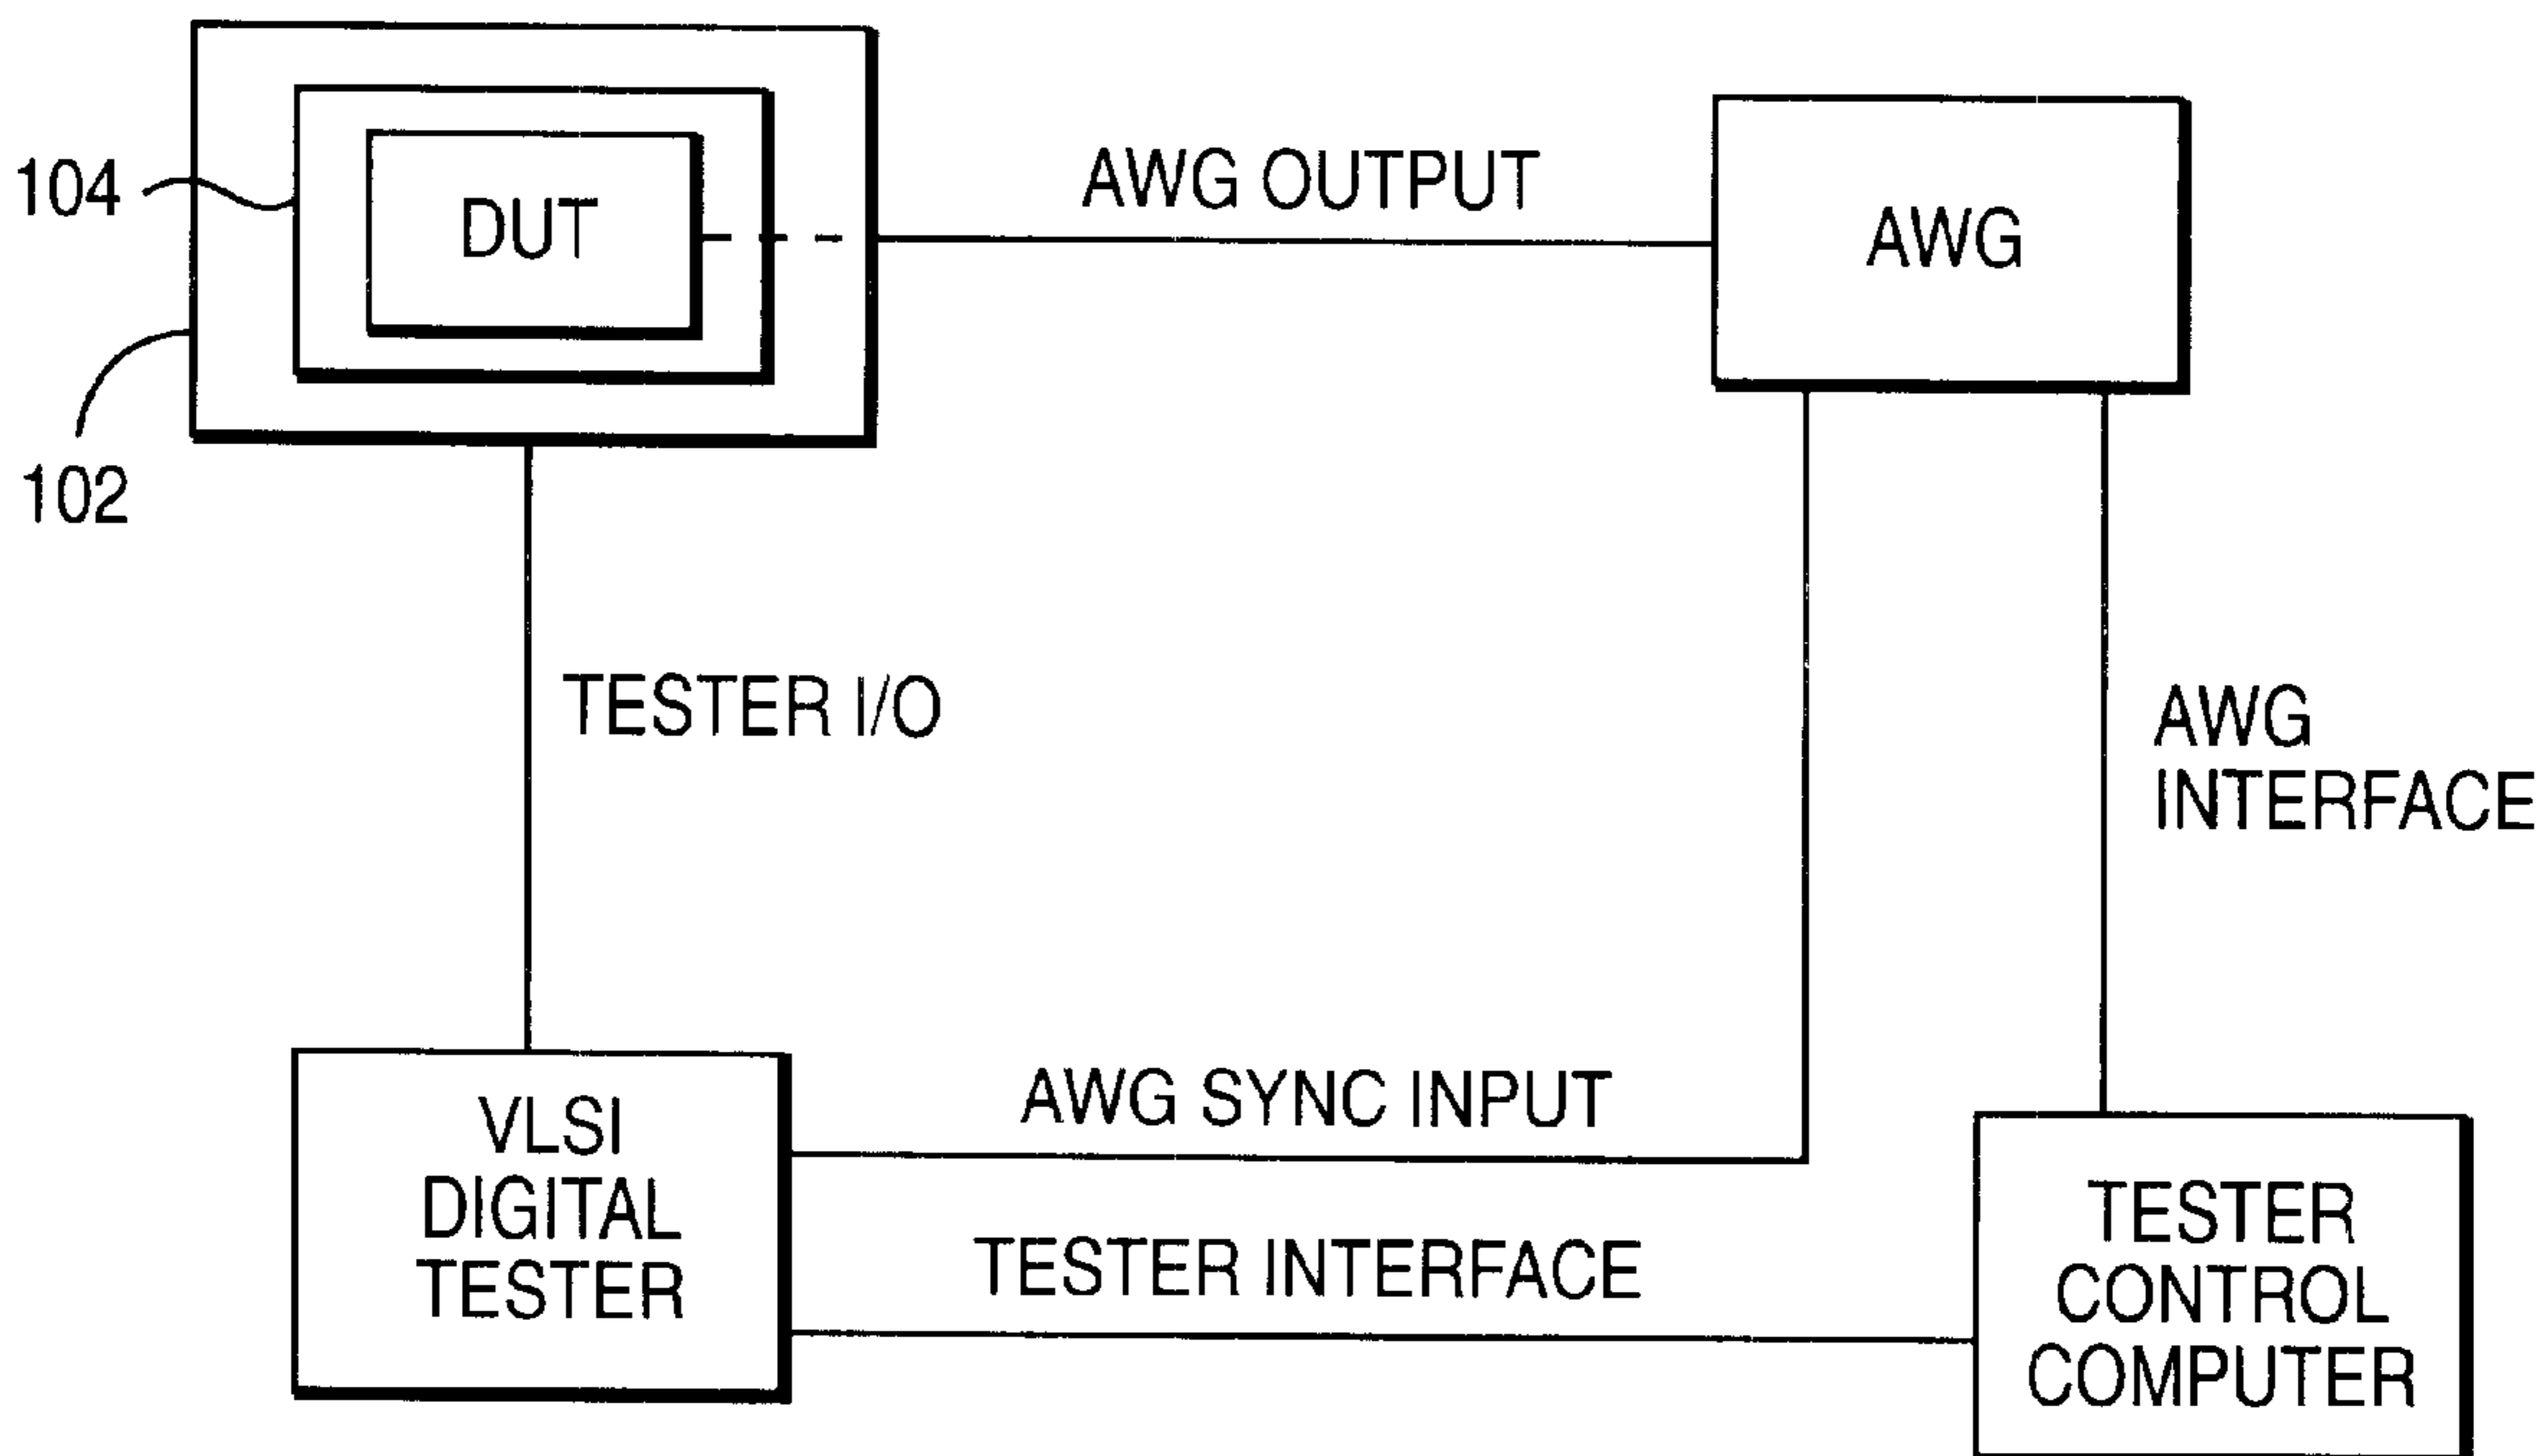 104
DUT
AWG OUTPUT
AWG
102
TESTER I/O
AWG
INTERFACE
VLSI
DIGITAL
TESTER
AWG SYNC INPUT
TESTER INTERFACE
TESTER
CONTROL
COMPUTER